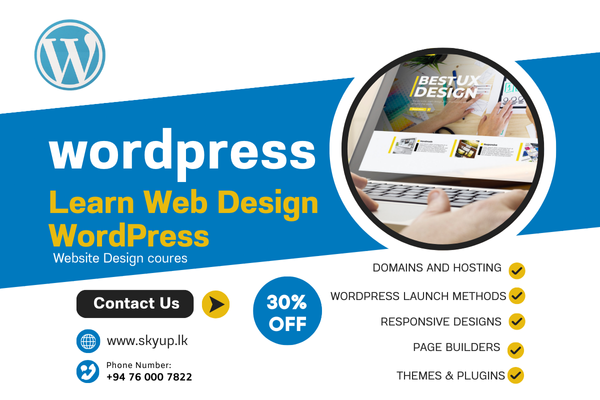 W
BEST UX
DESIGN
wordpress
Learn Web Design
WordPress
Website Design coures
DOMAINS AND HOSTING
WORDPRESS LAUNCH METHODS
RESPONSIVE DESIGNS
PAGE BUILDERS
THEMES & PLUGINS
Contact Us
30%
OFF
www.skyup.lk
Phone Number:
+94 76 000 7822